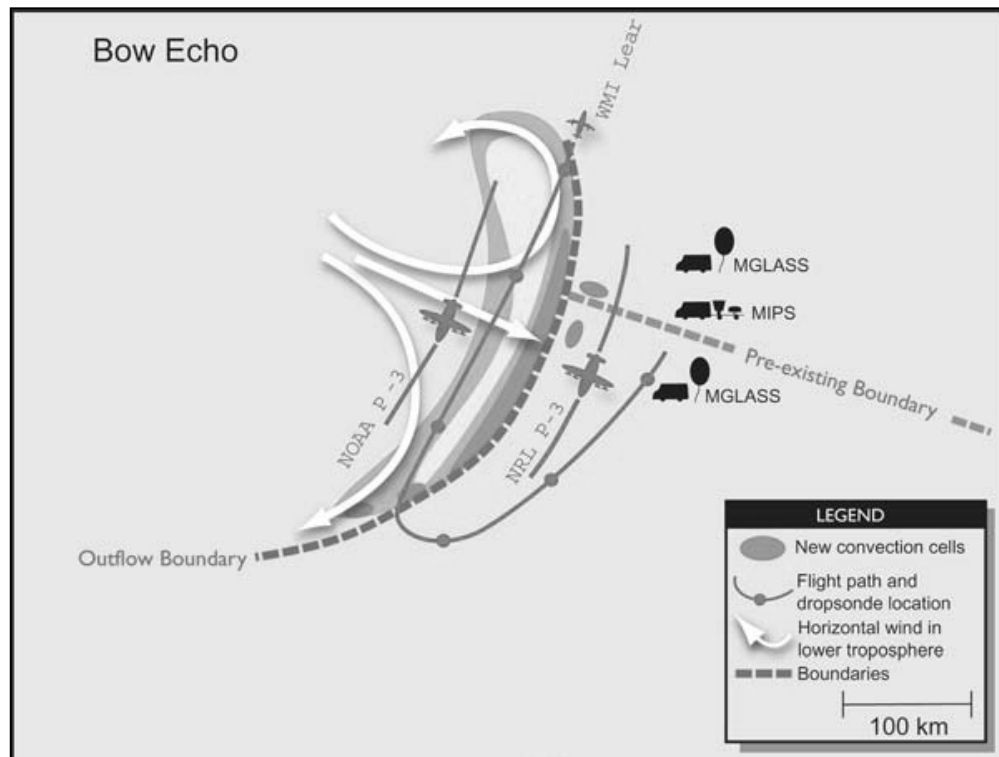 Bow Echo
WMI Lear
MGLASS
MIPS
Pre-existing Boundary
MGLASS
NOAA P-3
NRL P-3
Outflow Boundary
LEGEND
New convection cells
Flight path and
dropsonde location
Horizontal wind in
lower troposphere
Boundaries
100 km